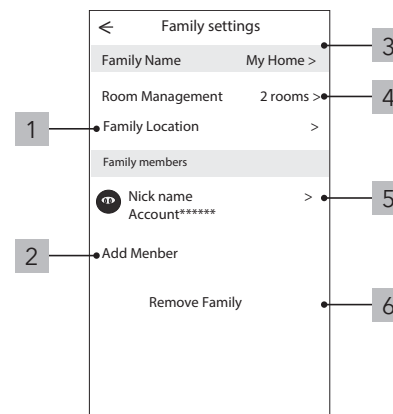 ← Family settings
Family Name My Home >
Room Management 2 rooms >
Family Location >
Family members
Nick name >
Account******
Add Menber
Remove Family
1
2
3
4
5
6